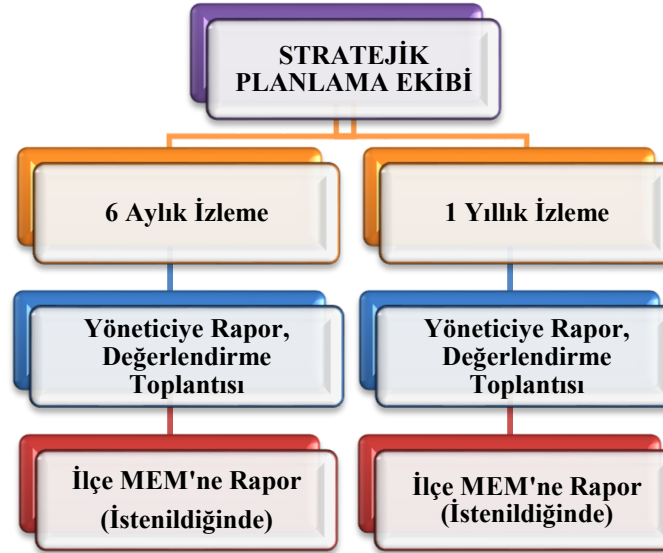 STRATEJİK
PLANLAMA EKİBİ
6 Aylık İzleme
1 Yıllık İzleme
Yöneticiye Rapor,
Değerlendirme
Toplantısı
Yöneticiye Rapor,
Değerlendirme
Toplantısı
İlçe MEM'ne Rapor
(İstenildiğinde)
İlçe MEM'ne Rapor
(İstenildiğinde)